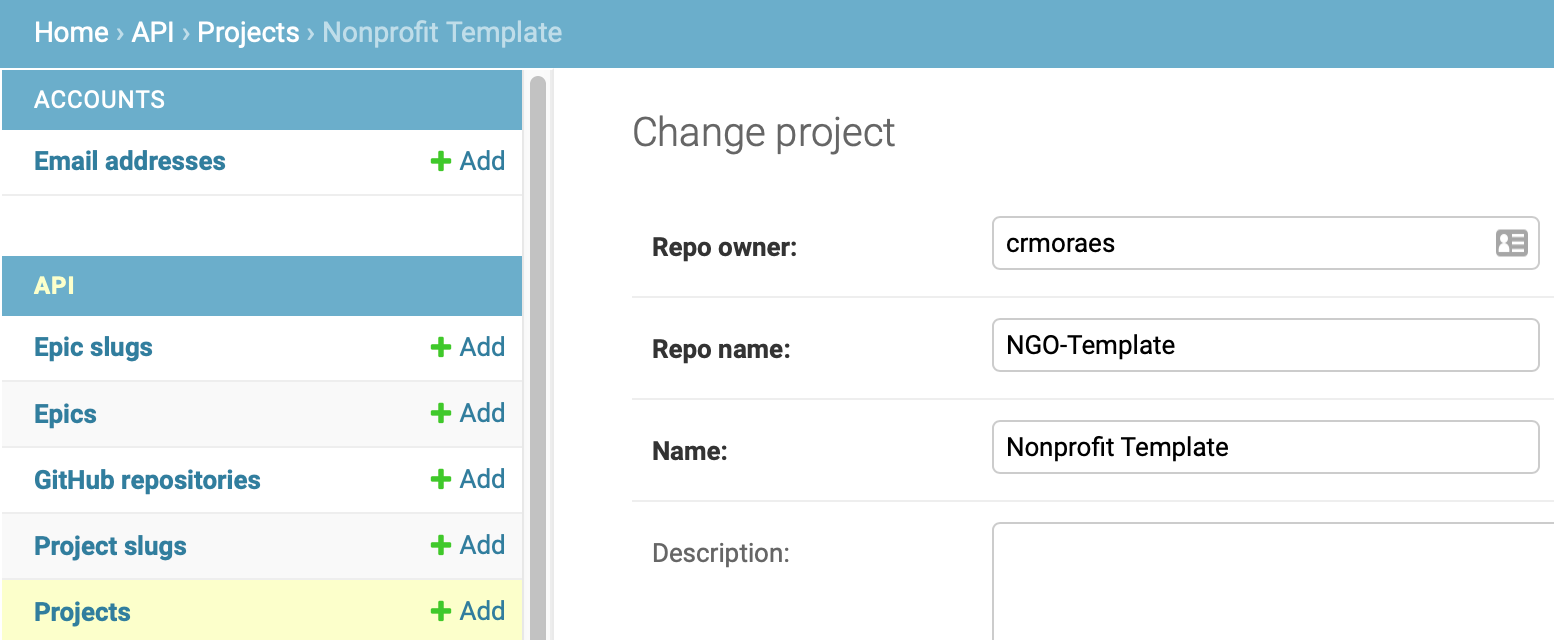 Home › API › Projects › Nonprofit Template
ACCOUNTS
Email addresses + Add
API
Epic slugs + Add
Epics + Add
GitHub repositories + Add
Project slugs + Add
Projects + Add
Change project
Repo owner: crmoraes
Repo name: NGO-Template
Name: Nonprofit Template
Description: